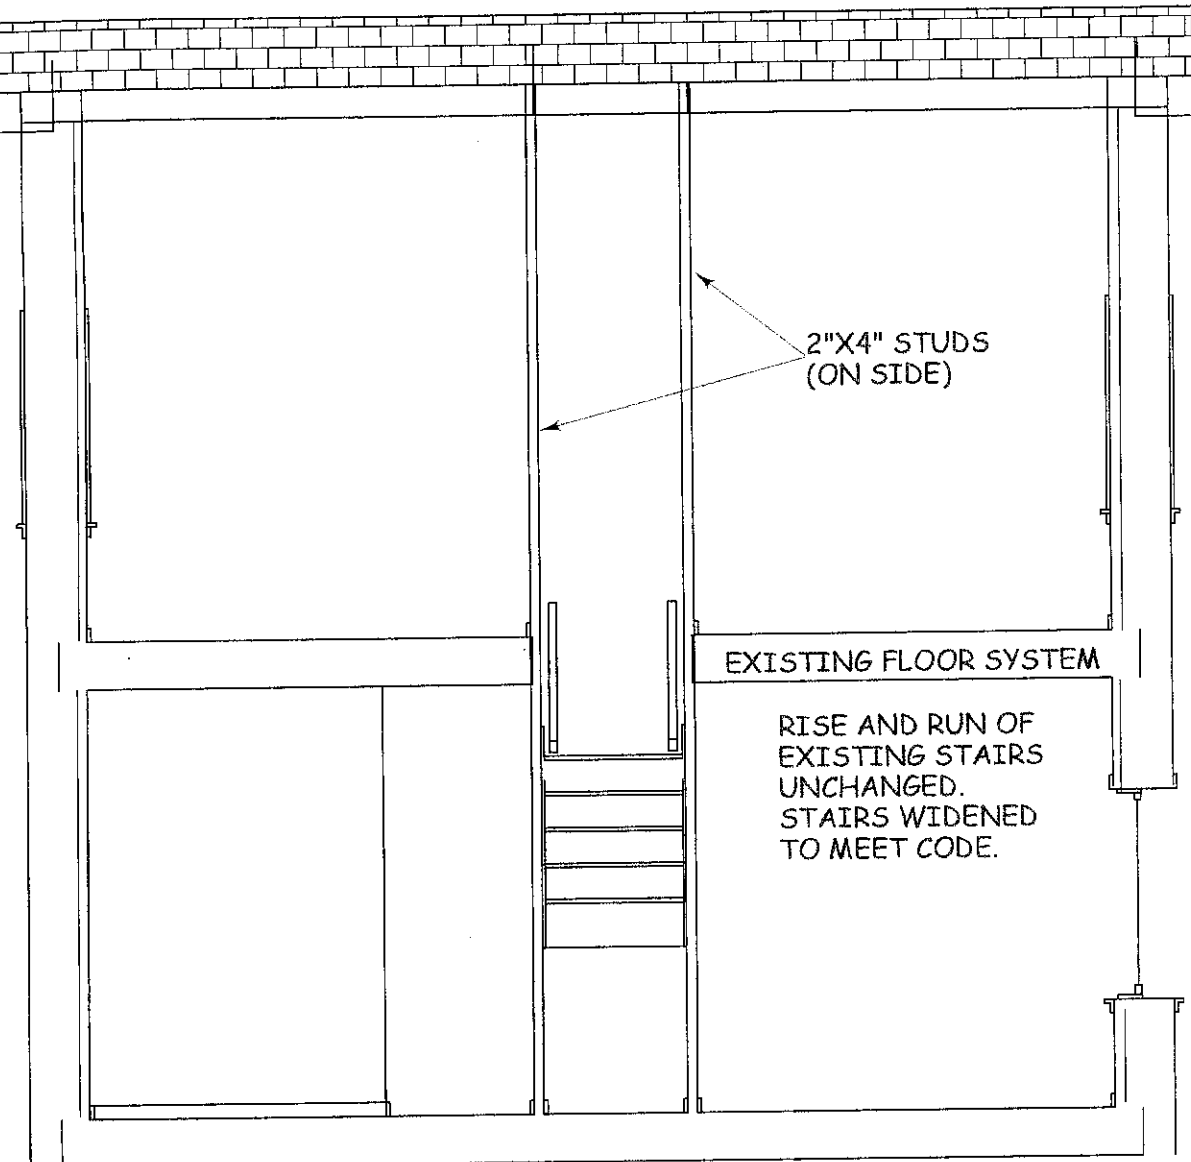 2"X4" STUDS
(ON SIDE)
EXISTING FLOOR SYSTEM
RISE AND RUN OF
EXISTING STAIRS
UNCHANGED.
STAIRS WIDENED
TO MEET CODE.